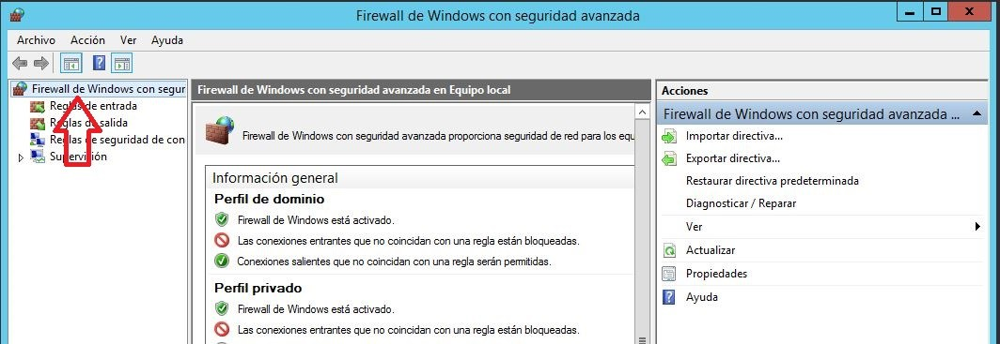 Firewall de Windows con seguridad avanzada
Archivo Acción Ver Ayuda
Firewall de Windows con segur
Reglas de entrada
Reglas de salida
Reglas de seguridad de con
Supervisión
Firewall de Windows con seguridad avanzada en Equipo local
Firewall de Windows con seguridad avanzada proporciona seguridad de red para los equ
Información general
Perfil de dominio
Firewall de Windows está activado.
Las conexiones entrantes que no coincidan con una regla están bloqueadas.
Conexiones salientes que no coincidan con una regla serán permitidas.
Perfil privado
Firewall de Windows está activado.
Las conexiones entrantes que no coincidan con una regla están bloqueadas.
Acciones
Firewall de Windows con seguridad avanzada ...
Importar directiva...
Exportar directiva...
Restaurar directiva predeterminada
Diagnosticar / Reparar
Ver
Actualizar
Propiedades
Ayuda